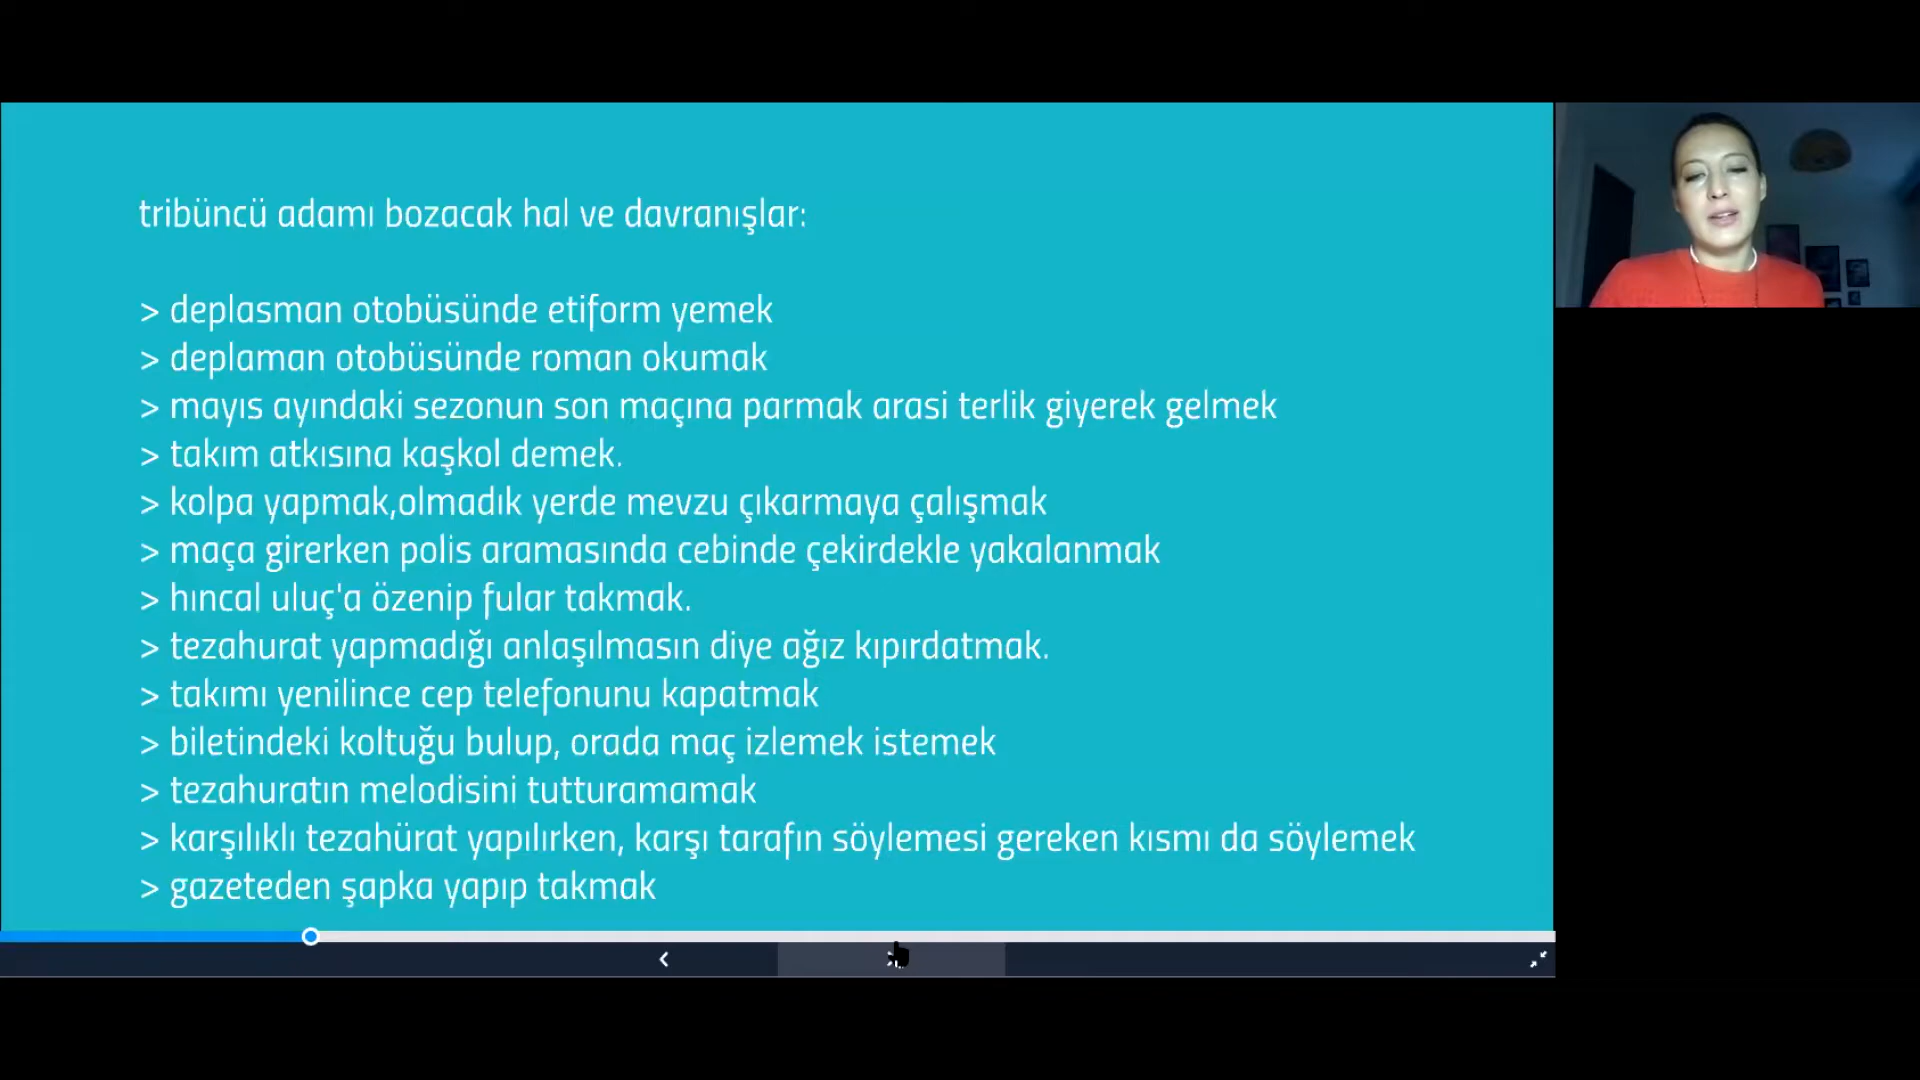 tribüncü adamı bozacak hal ve davranışlar:
> deplasman otobüsünde etiform yemek
> deplaman otobüsünde roman okumak
> mayıs ayındaki sezonun son maçına parmak arasi terlik giyerek gelmek
> takım atkısına kaşkol demek.
> kolpa yapmak,olmadık yerde mevzu çıkarmaya çalışmak
> maça girerken polis aramasında cebinde çekirdekle yakalanmak
> hıncal uluç'a özenip fular takmak.
> tezahurat yapmadığı anlaşılmasın diye ağız kıpırdatmak.
> takımı yenilince cep telefonunu kapatmak
> biletindeki koltuğu bulup, orada maç izlemek istemek
> tezahuratın melodisini tutturamamak
> karşılıklı tezahürat yapılırken, karşı tarafın söylemesi gereken kısmı da söylemek
> gazeteden şapka yapıp takmak